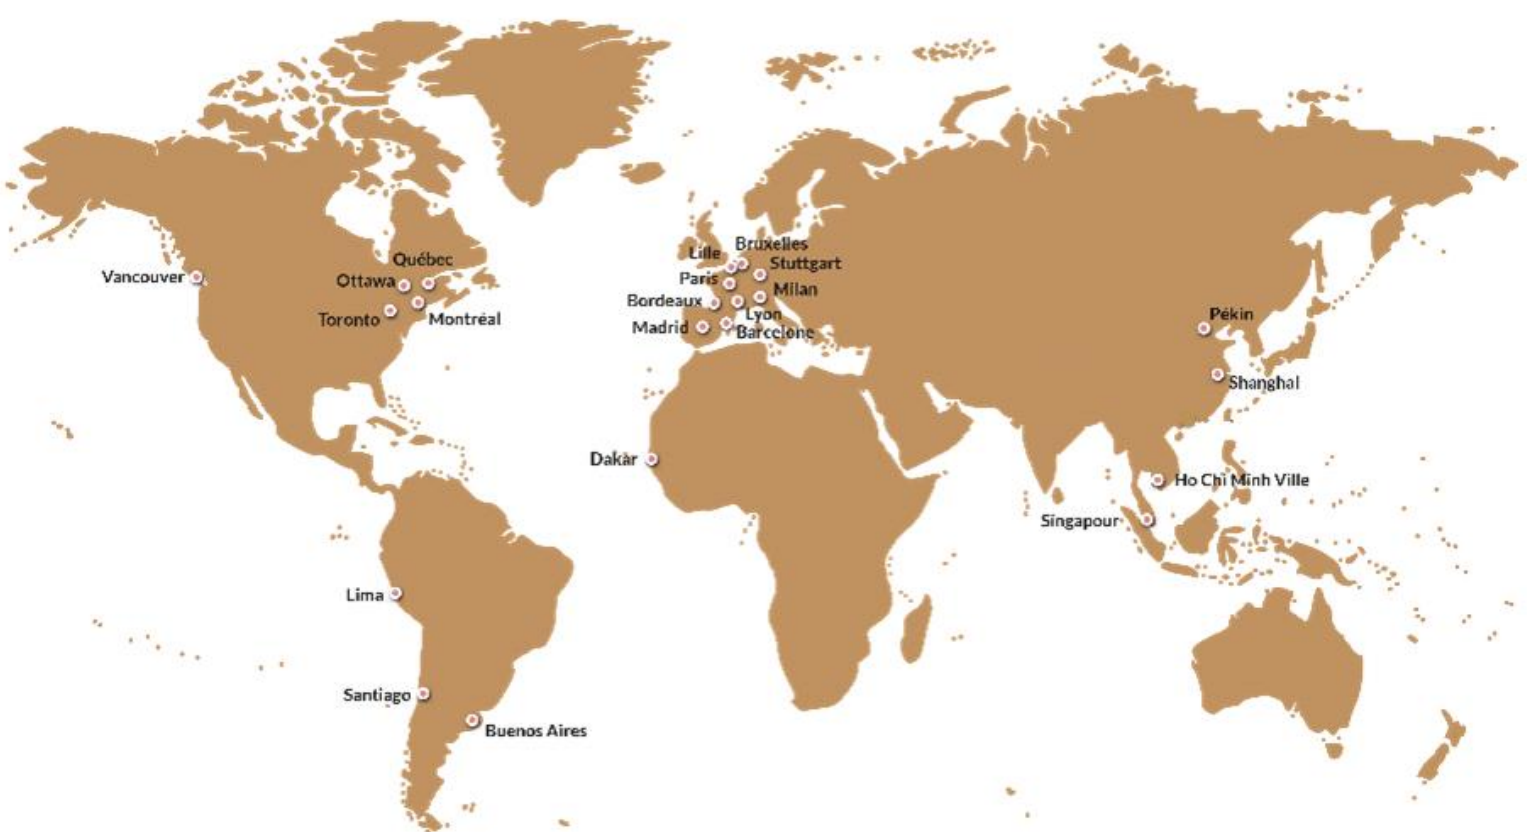 Vancouver
Québec
Ottawa
Toronto
Montréal
Bruxelles
Lille
Stuttgart
Paris
Milan
Bordeaux
Lyon
Madrid
Barcelone
Pékin
Shanghaï
Dakar
Ho Chi Minh Ville
Singapour
Lima
Santiago
Buenos Aires